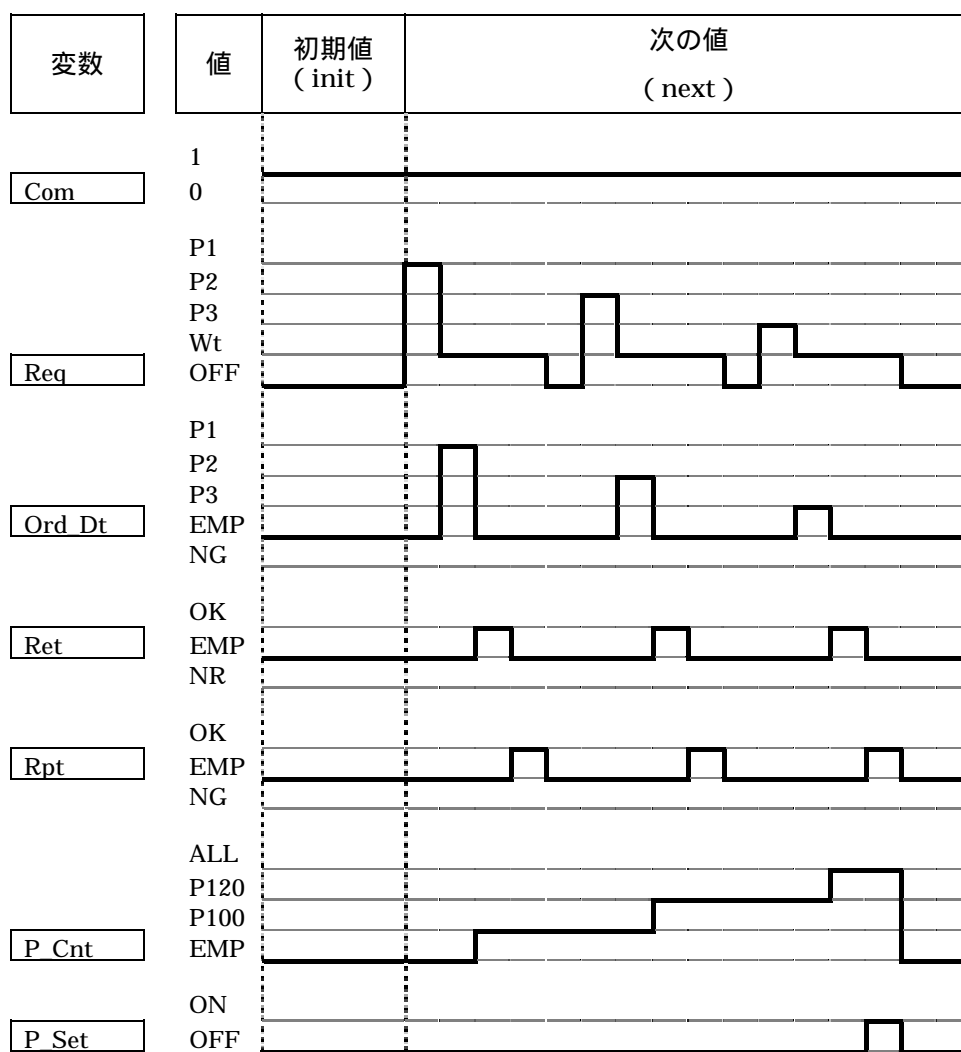 変数
値
初期値
( init )
次の値
( next )
1
Com
0
P1
P2
P3
Wt
Req
OFF
P1
P2
P3
Ord_Dt
EMP
NG
OK
Ret
EMP
NR
OK
Rpt
EMP
NG
ALL
P120
P100
P_Cnt
EMP
ON
P_Set
OFF